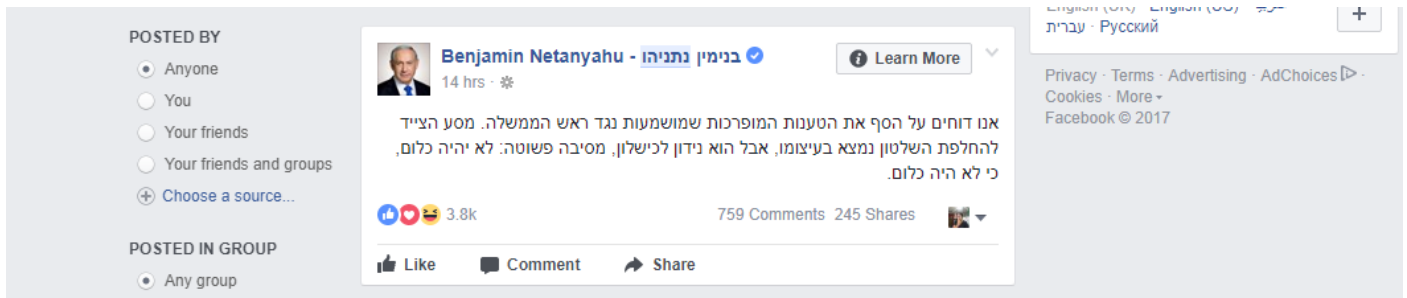 POSTED BY
Anyone
You
Your friends
Your friends and groups
Choose a source...
POSTED IN GROUP
Any group
Benjamin Netanyahu - בנימין נתניהו
14 hrs ·
Learn More
אנו דוחים על הסף את הטענות המופרכות שמושמעות נגד ראש הממשלה. מסע הצייד
להחלפת השלטון נמצא בעיצומו, אבל הוא נידון לכישלון, מסיבה פשוטה: לא יהיה כלום,
כי לא היה כלום.
3.8k
759 Comments 245 Shares
Like Comment Share
English (UK) · English (US) ·
עברית · Русский
Privacy · Terms · Advertising · AdChoices ·
Cookies · More
Facebook © 2017